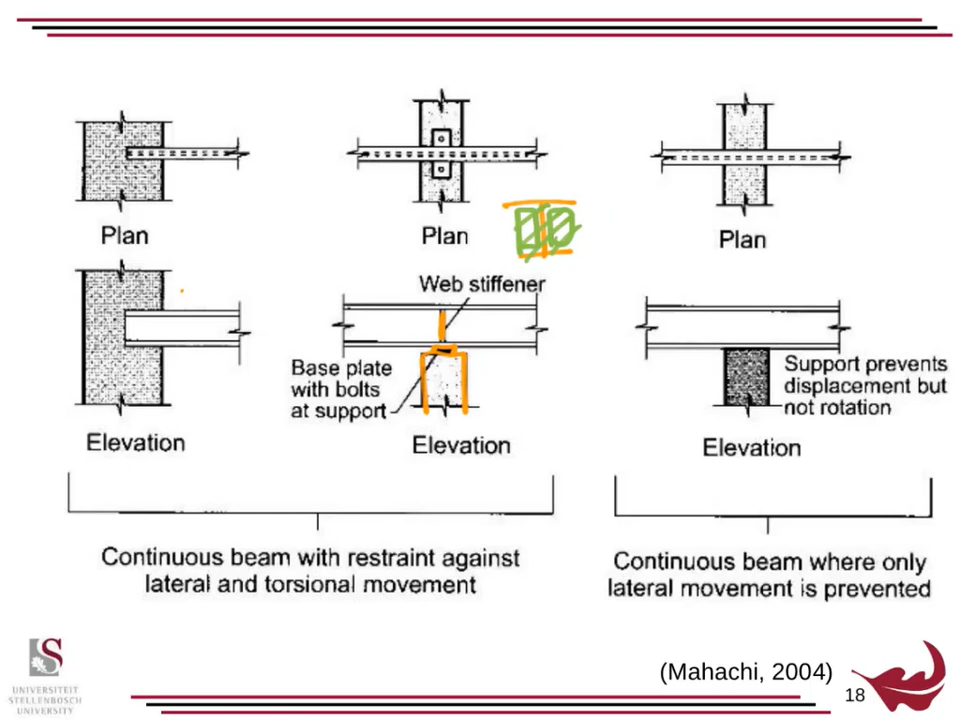 Plan
Plan
Plan
Web stiffener
Base plate
with bolts
at support
Support prevents
displacement but
not rotation
Elevation
Elevation
Elevation
Continuous beam with restraint against
lateral and torsional movement
Continuous beam where only
lateral movement is prevented
(Mahachi, 2004)
18
S
UNIVERSITEIT
STELLENBOSCH
UNIVERSITY